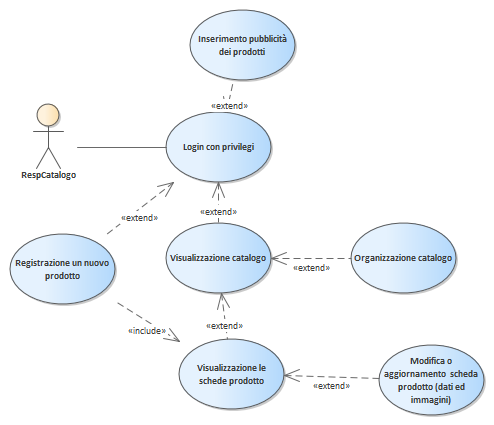 Inserimento pubblicità
dei prodotti
«extend»
Login con privilegi
RespCatalogo
«extend»
«extend»
Registrazione un nuovo
prodotto
Visualizzazione catalogo
Organizzazione catalogo
«extend»
«include»
«extend»
Visualizzazione le
schede prodotto
Modifica o
aggiornamento scheda
prodotto (dati ed
immagini)
«extend»